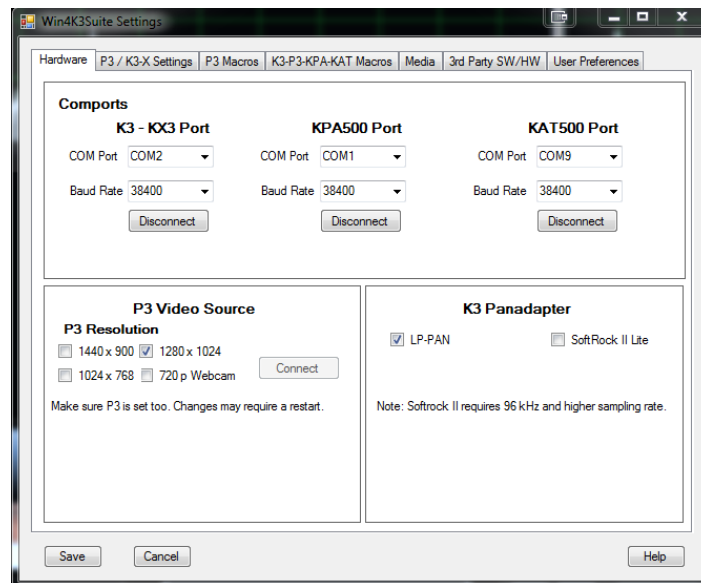 Win4K3Suite Settings
Hardware P3 / K3-X Settings P3 Macros K3-P3-KPA-KAT Macros Media 3rd Party SW/HW User Preferences
Comports
K3 - KX3 Port KPA500 Port KAT500 Port
COM Port COM2 COM Port COM1 COM Port COM9
Baud Rate 38400 Baud Rate 38400 Baud Rate 38400
Disconnect Disconnect Disconnect
P3 Video Source
P3 Resolution
1440 x 900 1280 x 1024
1024 x 768 720 p Webcam
Connect
Make sure P3 is set too. Changes may require a restart.
K3 Panadapter
LP-PAN SoftRock II Lite
Note: Softrock II requires 96 kHz and higher sampling rate.
Save Cancel Help